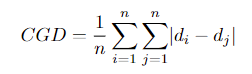 CGD = \frac{1}{n} \sum_{i=1}^{n} \sum_{j=1}^{n} |d_i - d_j|